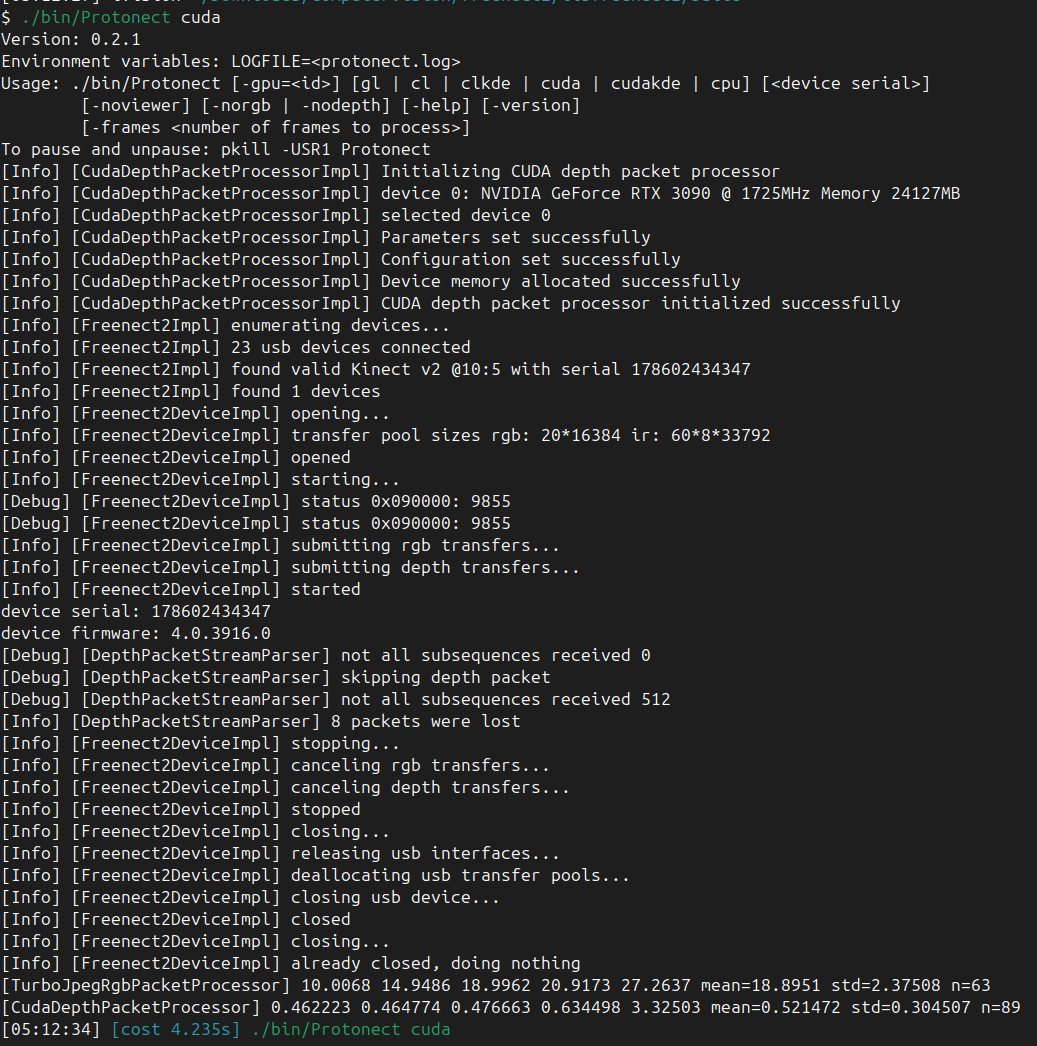 $ ./bin/Protonect cuda
Version: 0.2.1
Environment variables: LOGFILE=<protonect.log>
Usage: ./bin/Protonect [-gpu=<id>] [gl | cl | clkde | cuda | cudakde | cpu] [<device serial>]
        [-noviewer] [-norgb | -nodepth] [-help] [-version]
        [-frames <number of frames to process>]
To pause and unpause: pkill -USR1 Protonect
[Info] [CudaDepthPacketProcessorImpl] Initializing CUDA depth packet processor
[Info] [CudaDepthPacketProcessorImpl] device 0: NVIDIA GeForce RTX 3090 @ 1725MHz Memory 24127MB
[Info] [CudaDepthPacketProcessorImpl] selected device 0
[Info] [CudaDepthPacketProcessorImpl] Parameters set successfully
[Info] [CudaDepthPacketProcessorImpl] Configuration set successfully
[Info] [CudaDepthPacketProcessorImpl] Device memory allocated successfully
[Info] [CudaDepthPacketProcessorImpl] CUDA depth packet processor initialized successfully
[Info] [Freenect2Impl] enumerating devices...
[Info] [Freenect2Impl] 23 usb devices connected
[Info] [Freenect2Impl] found valid Kinect v2 @10:5 with serial 178602434347
[Info] [Freenect2Impl] found 1 devices
[Info] [Freenect2DeviceImpl] opening...
[Info] [Freenect2DeviceImpl] transfer pool sizes rgb: 20*16384 ir: 60*8*33792
[Info] [Freenect2DeviceImpl] opened
[Info] [Freenect2DeviceImpl] starting...
[Debug] [Freenect2DeviceImpl] status 0x090000: 9855
[Debug] [Freenect2DeviceImpl] status 0x090000: 9855
[Info] [Freenect2DeviceImpl] submitting rgb transfers...
[Info] [Freenect2DeviceImpl] submitting depth transfers...
[Info] [Freenect2DeviceImpl] started
device serial: 178602434347
device firmware: 4.0.3916.0
[Debug] [DepthPacketStreamParser] not all subsequences received 0
[Debug] [DepthPacketStreamParser] skipping depth packet
[Debug] [DepthPacketStreamParser] not all subsequences received 512
[Info] [DepthPacketStreamParser] 8 packets were lost
[Info] [Freenect2DeviceImpl] stopping...
[Info] [Freenect2DeviceImpl] canceling rgb transfers...
[Info] [Freenect2DeviceImpl] canceling depth transfers...
[Info] [Freenect2DeviceImpl] stopped
[Info] [Freenect2DeviceImpl] closing...
[Info] [Freenect2DeviceImpl] releasing usb interfaces...
[Info] [Freenect2DeviceImpl] deallocating usb transfer pools...
[Info] [Freenect2DeviceImpl] closing usb device...
[Info] [Freenect2DeviceImpl] closed
[Info] [Freenect2DeviceImpl] closing...
[Info] [Freenect2DeviceImpl] already closed, doing nothing
[TurboJpegRgbPacketProcessor] 10.0068 14.9486 18.9962 20.9173 27.2637 mean=18.8951 std=2.37508 n=63
[CudaDepthPacketProcessor] 0.462223 0.464774 0.476663 0.634498 3.32503 mean=0.521472 std=0.304507 n=89
[05:12:34] [cost 4.235s] ./bin/Protonect cuda